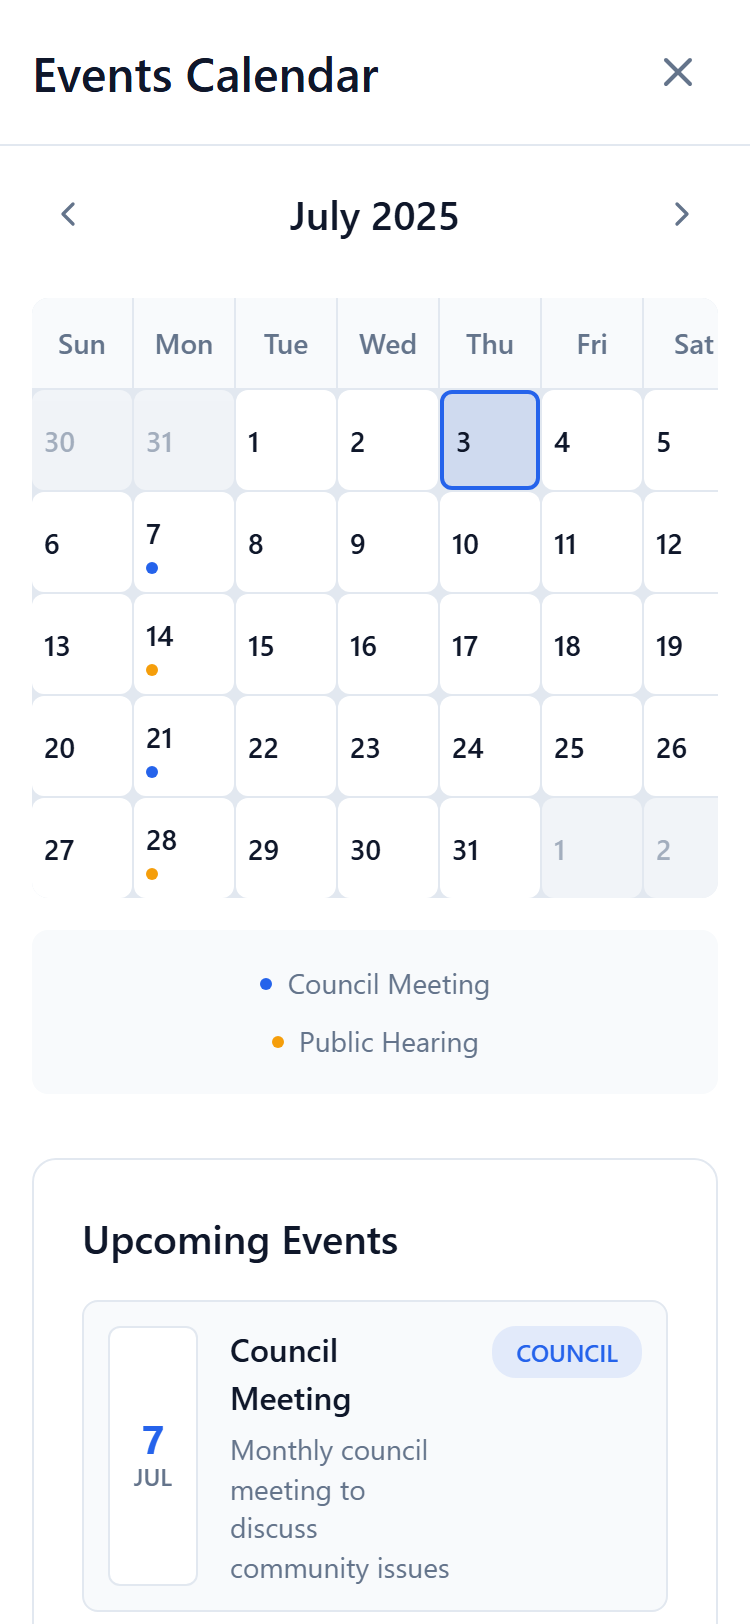 Events Calendar
July 2025
Sun Mon Tue Wed Thu Fri Sat
30 31 1 2 3 4 5
6 7 8 9 10 11 12
13 14 15 16 17 18 19
20 21 22 23 24 25 26
27 28 29 30 31 1 2
Council Meeting
Public Hearing
Upcoming Events
7
JUL
Council
Meeting
COUNCIL
Monthly council
meeting to
discuss
community issues